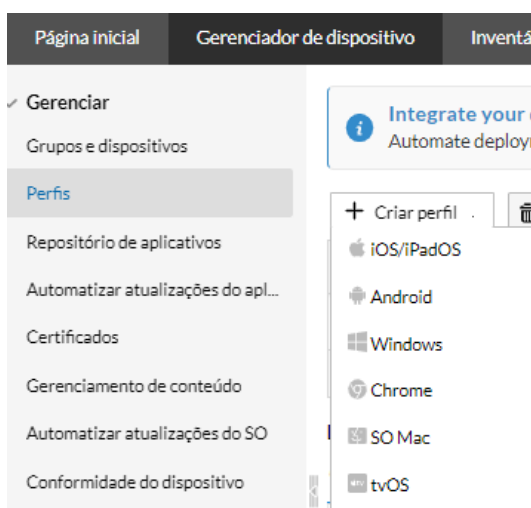 Página inicial
Gerenciador de dispositivo
Gerenciar
Grupos e dispositivos
Perfis
Repositório de aplicativos
Automatizar atualizações do apl...
Certificados
Gerenciamento de conteúdo
Automatizar atualizações do SO
Conformidade do dispositivo
Integrate your
Automate
+ Criar perfil
iOS/iPadOS
Android
Windows
Chrome
SO Mac
tvOS